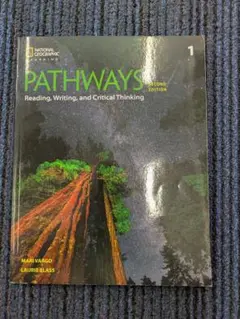 NATIONAL
GEOGRAPHIC
LEARNING
1
PATHWAYS
SECOND
EDITION
Reading, Writing, and Critical Thinking
MARI VARGO
LAURIE BLASS